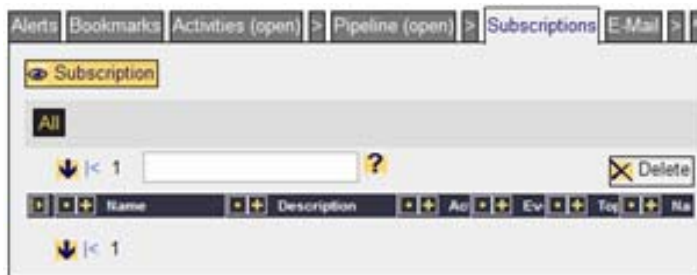 Alerts Bookmarks Activities (open) > Pipeline (open) > Subscriptions E-Mail >
Subscription
All
|< 1 ? Delete
Name Description Ac Ev Top Na
|< 1